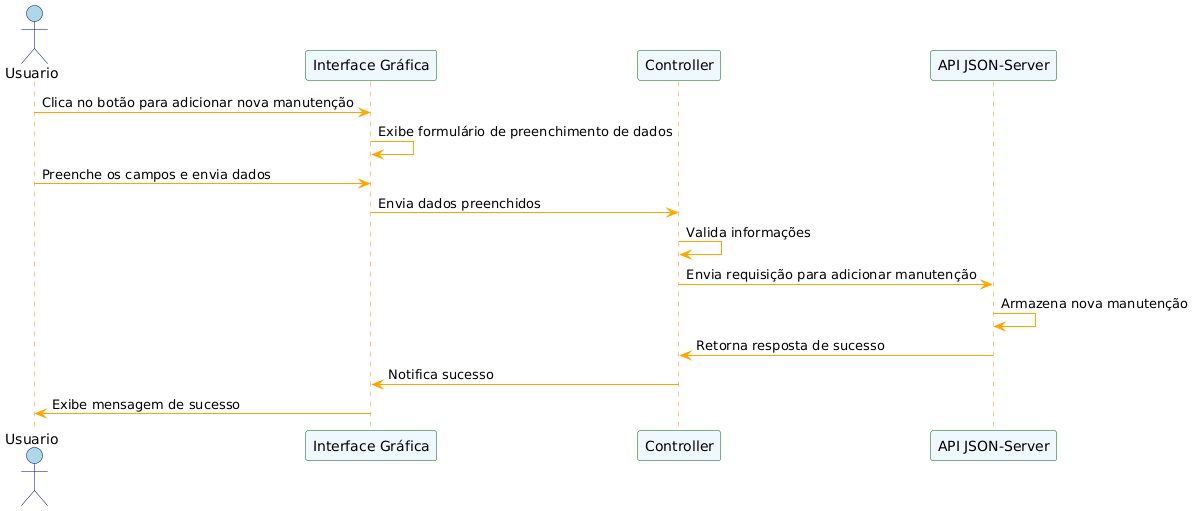 Usuario
Interface Gráfica
Controller
API JSON-Server
Clica no botão para adicionar nova manutenção
Exibe formulário de preenchimento de dados
Preenche os campos e envia dados
Envia dados preenchidos
Valida informações
Envia requisição para adicionar manutenção
Armazena nova manutenção
Retorna resposta de sucesso
Notifica sucesso
Exibe mensagem de sucesso
Usuario
Interface Gráfica
Controller
API JSON-Server